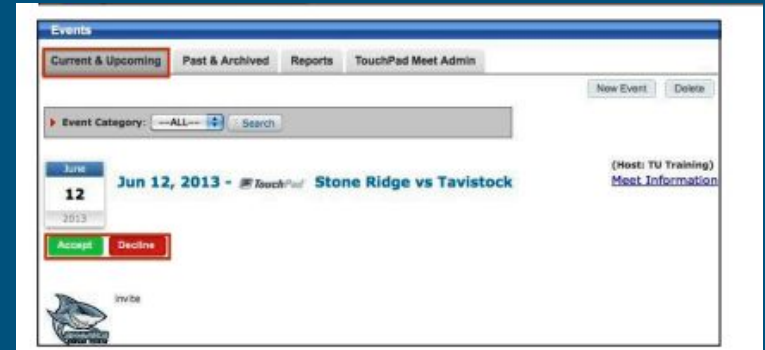 Events
Current & Upcoming Past & Archived Reports TouchPad Meet Admin
New Event Delete
Event Category: ---ALL--- Search
June
12
2013
Jun 12, 2013 - TouchPad Stone Ridge vs Tavistock
(Host: TU Training)
Meet Information
Accept Decline
invite